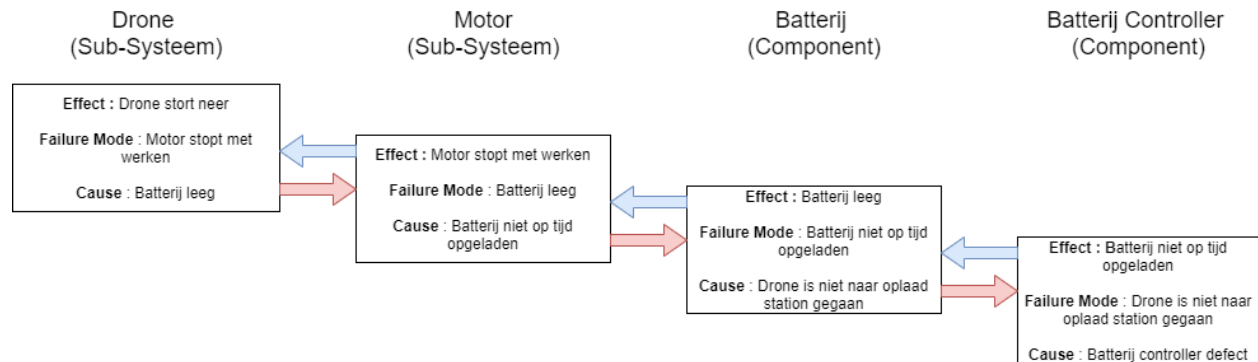 Drone
(Sub-Systeem)
Motor
(Sub-Systeem)
Batterij
(Component)
Batterij Controller
(Component)
Effect : Drone stort neer
Failure Mode : Motor stopt met
werken
Cause : Batterij leeg
Effect : Motor stopt met werken
Failure Mode : Batterij leeg
Cause : Batterij niet op tijd
opgeladen
Effect : Batterij leeg
Failure Mode : Batterij niet op tijd
opgeladen
Cause : Drone is niet naar oplaad
station gegaan
Effect : Batterij niet op tijd
opgeladen
Failure Mode : Drone is niet naar
oplaad station gegaan
Cause : Batterij controller defect